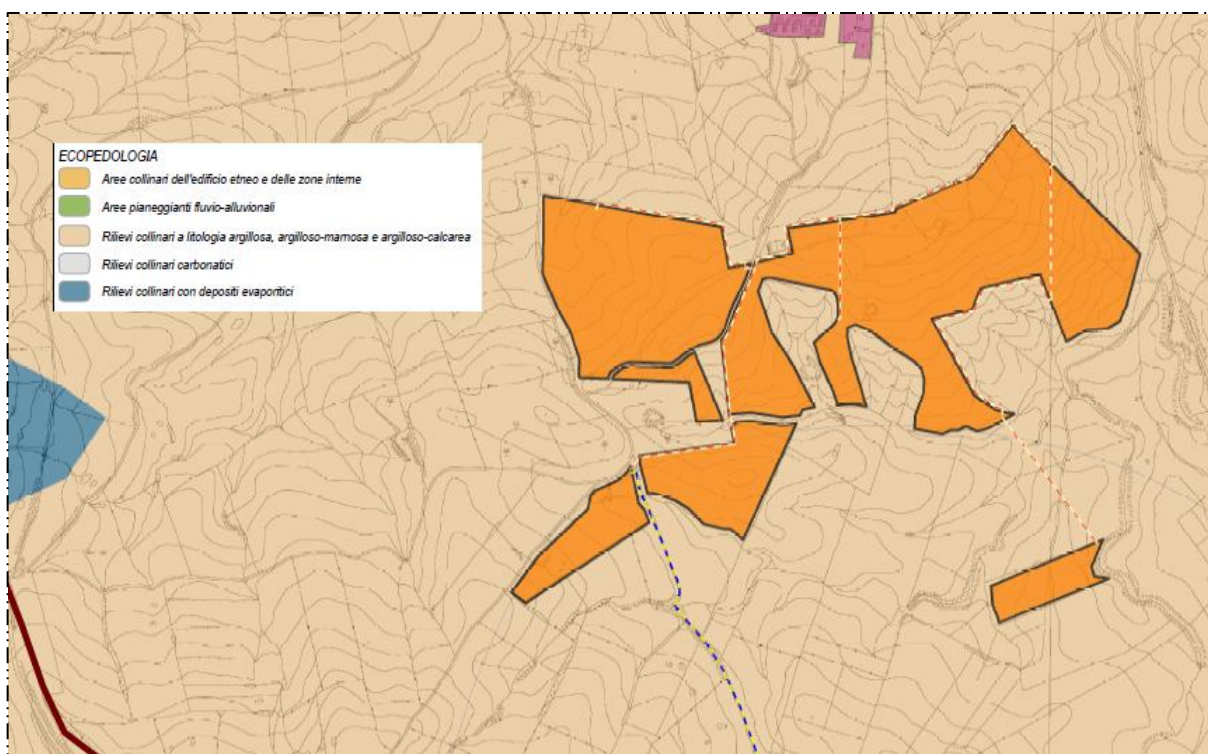 ECOPEDOLOGIA
Aree collinari dell'edificio etneo e delle zone interne
Aree pianeggianti fluvio-alluvionali
Rilievi collinari a litologia argillosa, argilloso-marnosa e argilloso-calcarea
Rilievi collinari carbonatici
Rilievi collinari con depositi evaporitici